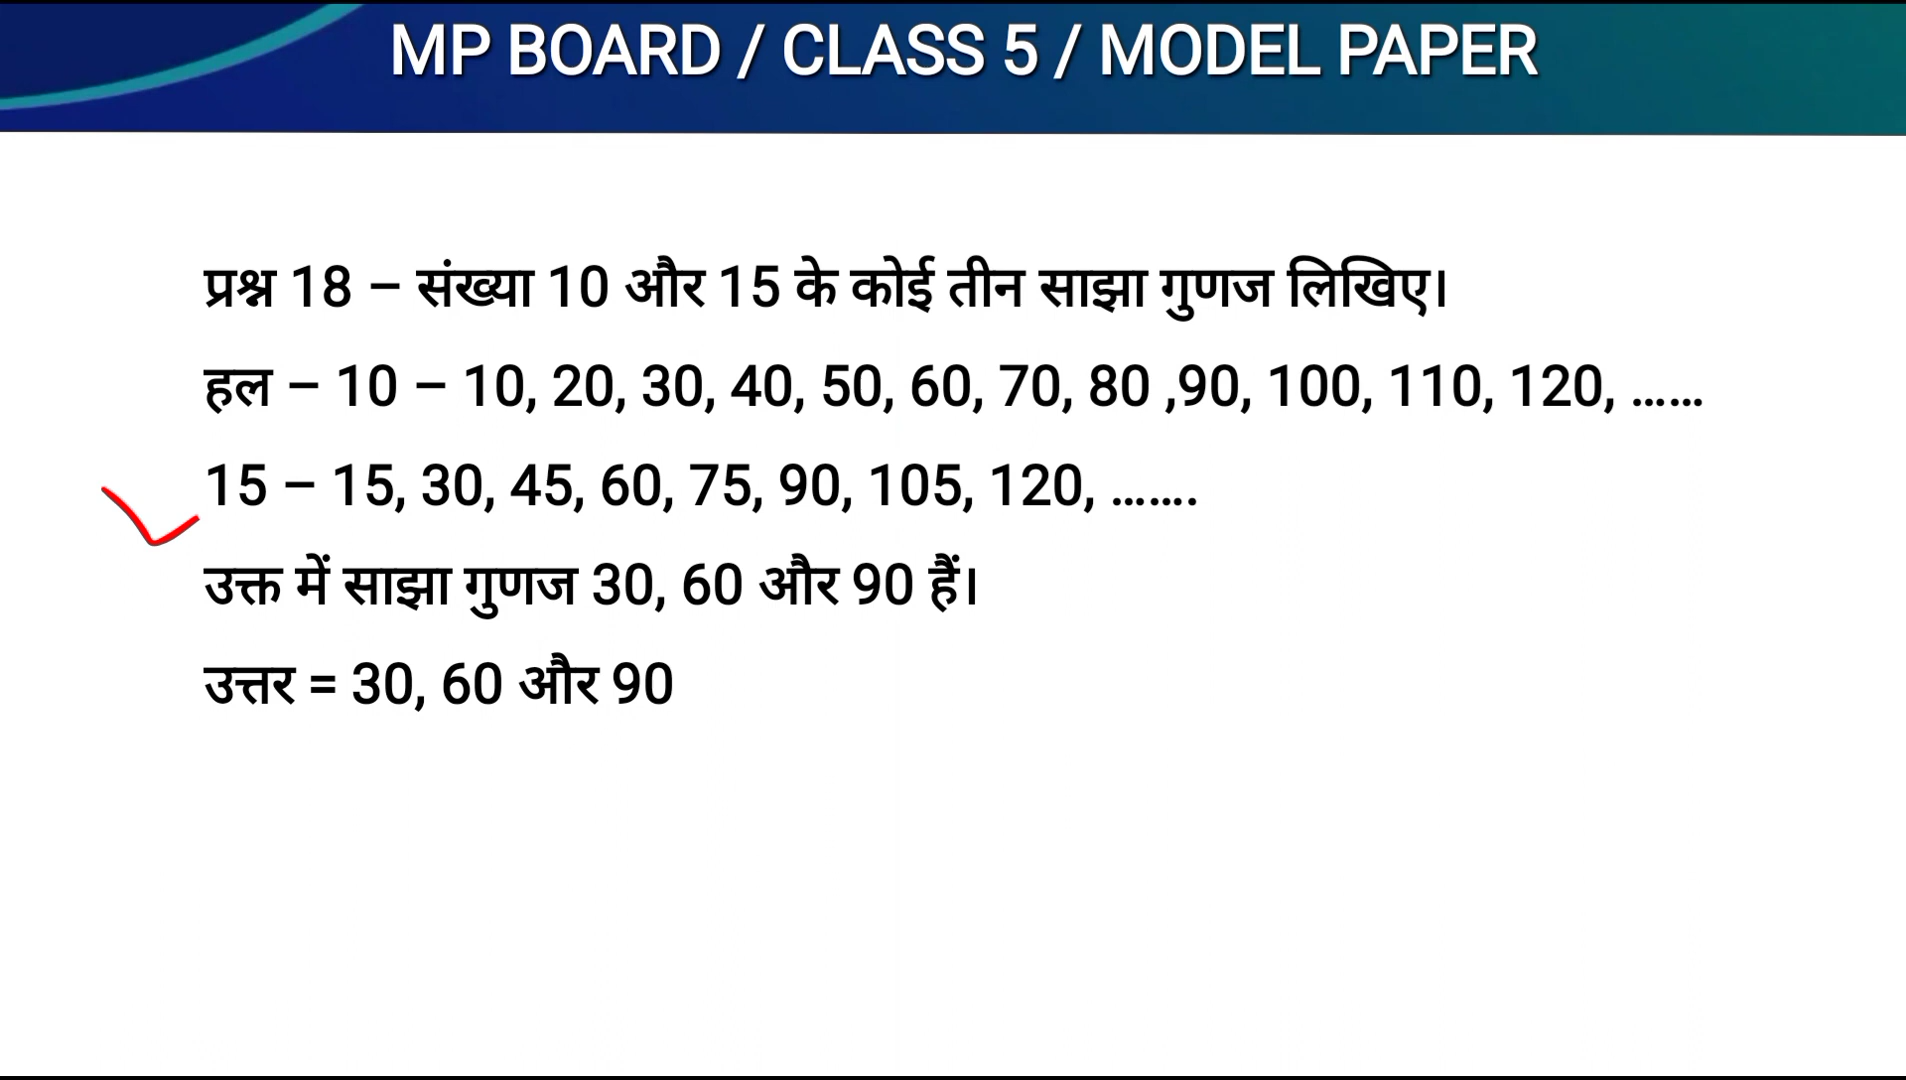 MP BOARD / CLASS 5 / MODEL PAPER
प्रश्न 18 – संख्या 10 और 15 के कोई तीन साझा गुणज लिखिए।
हल – 10 – 10, 20, 30, 40, 50, 60, 70, 80 ,90, 100, 110, 120, ......
15 – 15, 30, 45, 60, 75, 90, 105, 120, .......
उक्त में साझा गुणज 30, 60 और 90 हैं।
उत्तर = 30, 60 और 90